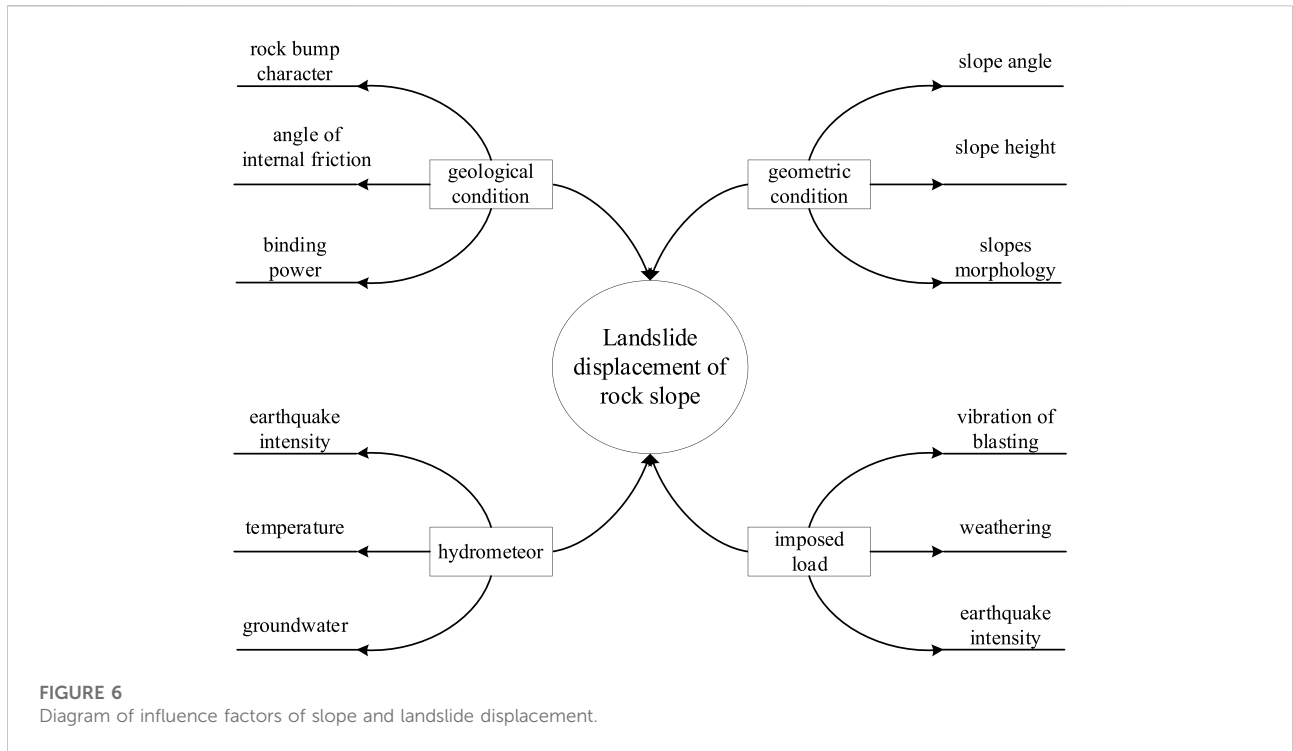 rock bump
character
angle of
internal friction
binding
power
geological
condition
slope angle
slope height
slopes
morphology
geometric
condition
Landslide
displacement of
rock slope
earthquake
intensity
temperature
groundwater
hydrometeor
vibration of
blasting
weathering
earthquake
intensity
imposed
load
FIGURE 6
Diagram of influence factors of slope and landslide displacement.